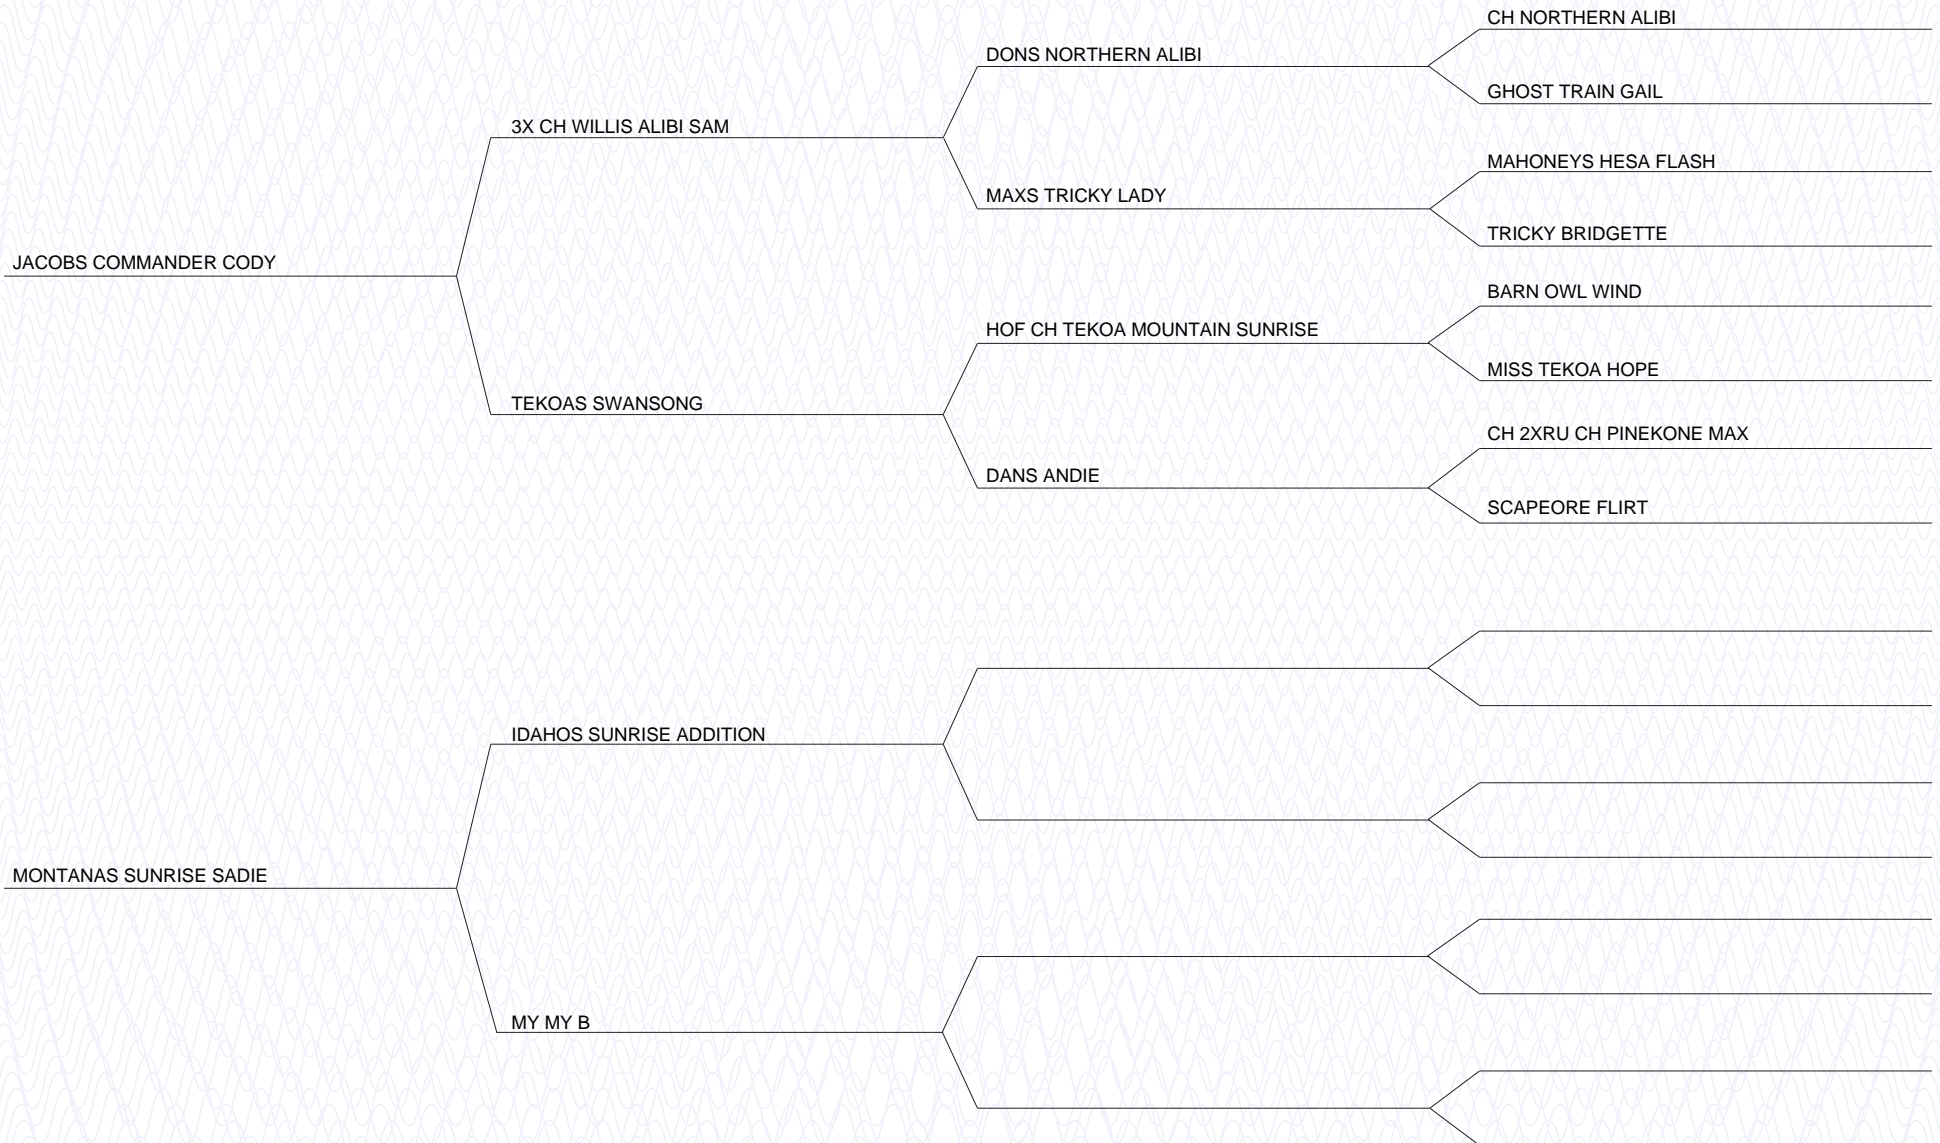 CH NORTHERN ALIBI
DONS NORTHERN ALIBI
GHOST TRAIN GAIL
3X CH WILLIS ALIBI SAM
MAHONEYS HESA FLASH
MAXS TRICKY LADY
TRICKY BRIDGETTE
JACOBS COMMANDER CODY
BARN OWL WIND
HOF CH TEKOA MOUNTAIN SUNRISE
MISS TEKOA HOPE
TEKOAS SWANSONG
CH 2XRU CH PINEKONE MAX
DANS ANDIE
SCAPEORE FLIRT
IDAHOS SUNRISE ADDITION
MONTANAS SUNRISE SADIE
MY MY B